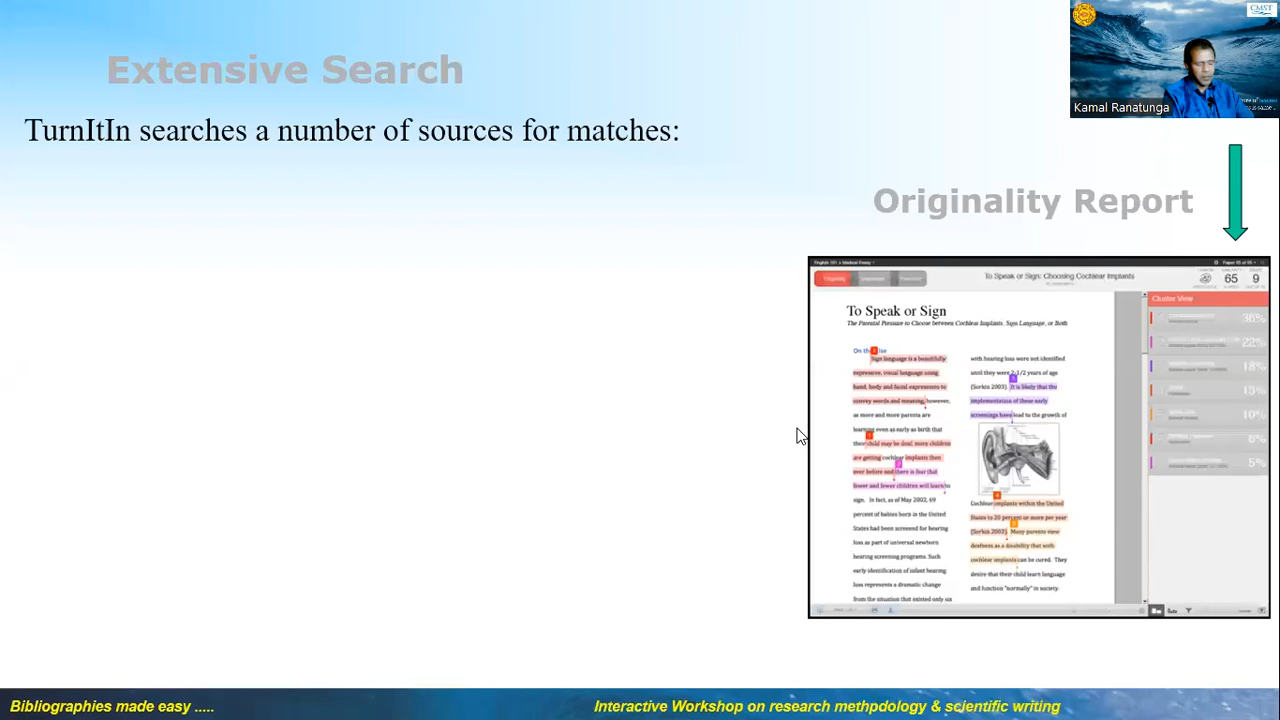 Extensive Search
TurnItIn searches a number of sources for matches:
CMST
Kamal Ranatunga
Originality Report
To Speak or Sign: Choosing Cochlear Implants
65
9
To Speak or Sign
The Parental Pressure to Choose between Cochlear Implants, Sign Language, or Both
Sign language is a beautifully
expressive, visual language using
hand, body and facial expressions to
convey words and meaning, however,
as more and more parents are
learning even as early as birth that
their child may be deaf, more children
are getting cochlear implants then
ever before and there is fear that
fewer and fewer children will learn to
sign. In fact, as of May 2002, 69
percent of babies born in the United
States had been screened for hearing
loss as part of universal newborn
hearing screening programs. Such
early identification of infant hearing
loss represents a dramatic change
from the situation that existed only six
with hearing loss were not identified
until they were 2-1/2 years of age
(Sorkin 2003). It is likely that the
implementation of these early
screenings have lead to the growth of
Cochlear implants within the United
States to 20 percent or more per year
(Sorkin 2003). Many parents view
deafness as a disability that with
cochlear implants can be cured. They
desire that their child learn language
and function "normally" in society.
Cluster View
36%
22%
18%
15%
10%
6%
5%
Bibliographies made easy .....
Interactive Workshop on research methpdology & scientific writing